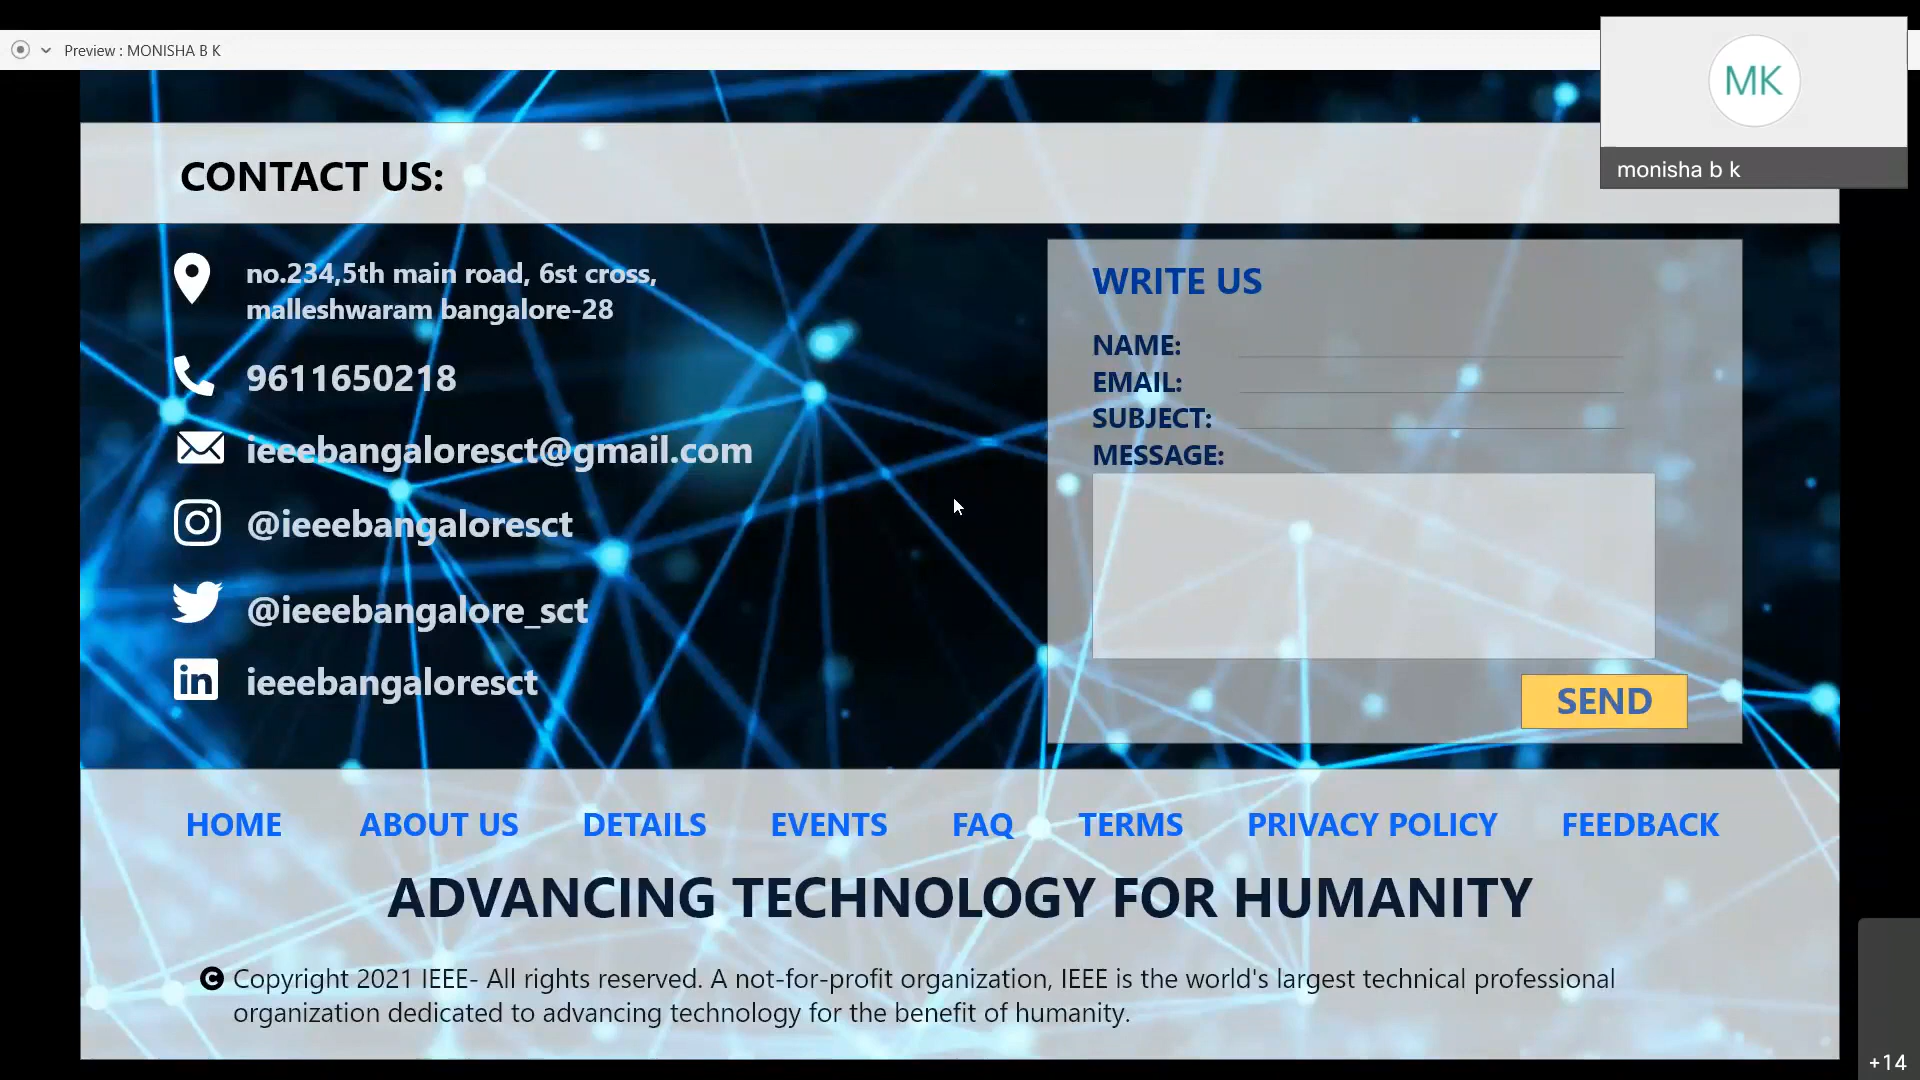 Preview : MONISHA B K
MK
monisha b k
CONTACT US:
no.234,5th main road, 6st cross,
malleshwaram bangalore-28
9611650218
ieeebangaloresct@gmail.com
@ieeebangaloresct
@ieeebangalore_sct
in ieeebangaloresct
WRITE US
NAME:
EMAIL:
SUBJECT:
MESSAGE:
SEND
HOME ABOUT US DETAILS EVENTS FAQ TERMS PRIVACY POLICY FEEDBACK
ADVANCING TECHNOLOGY FOR HUMANITY
© Copyright 2021 IEEE- All rights reserved. A not-for-profit organization, IEEE is the world's largest technical professional
organization dedicated to advancing technology for the benefit of humanity.
+14